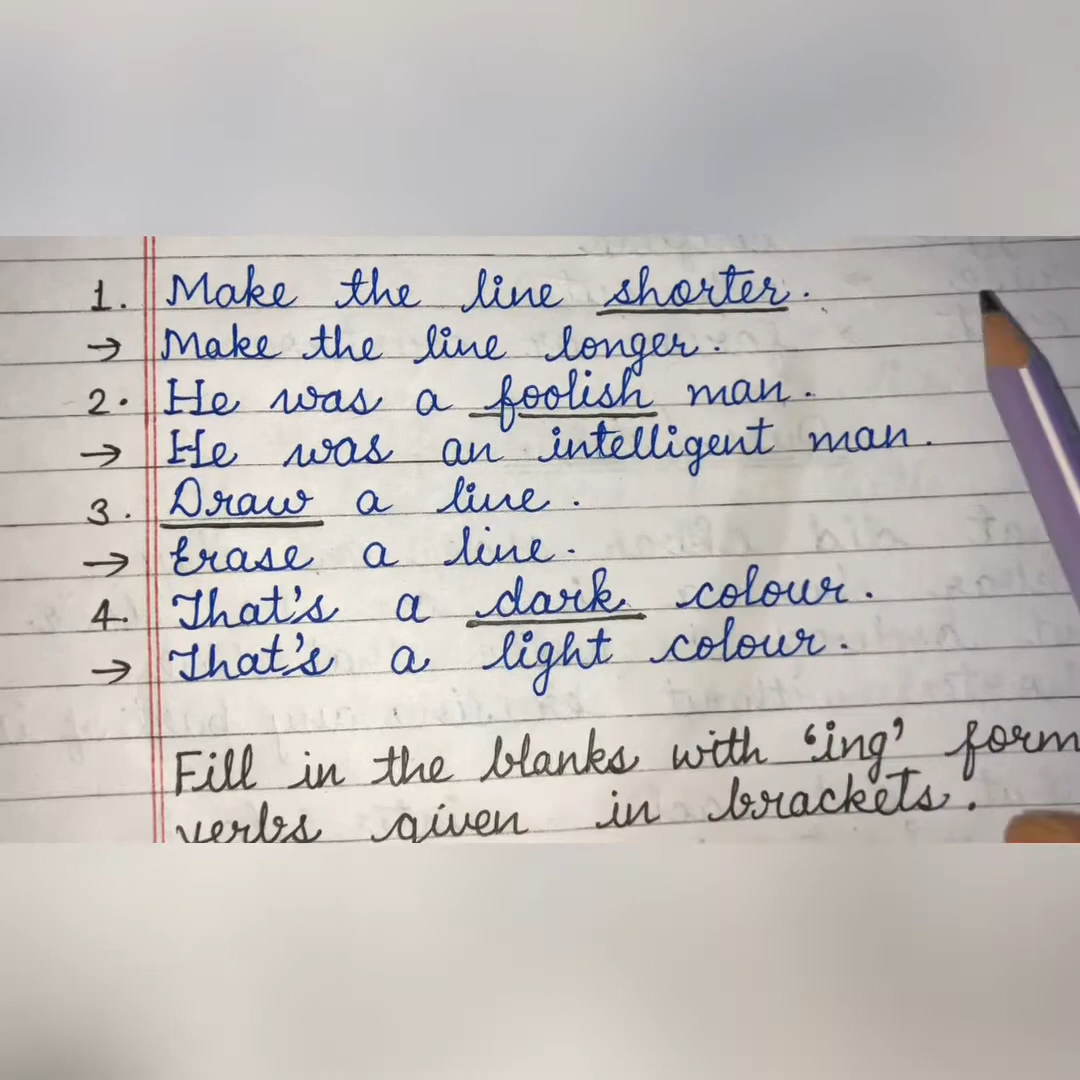 1. Make the line shorter.
→ Make the line longer.
2. He was a foolish man.
→ He was an intelligent man.
3. Draw a line.
→ Erase a line.
4. That's a dark colour.
→ That's a light colour.
Fill in the blanks with 'ing' form
verbs given in brackets.